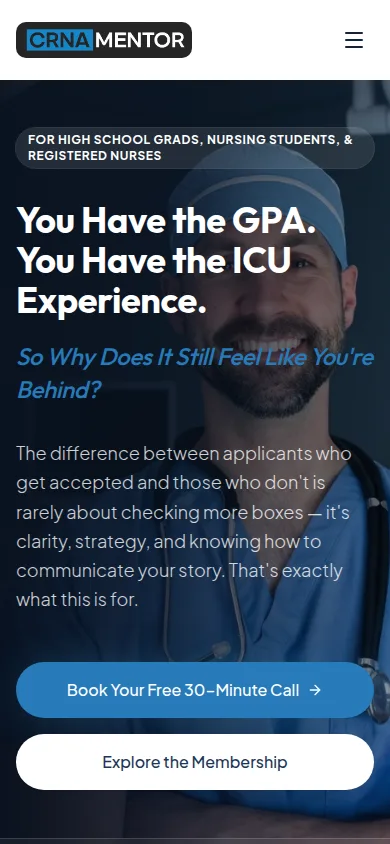 CRNA MENTOR
FOR HIGH SCHOOL GRADS, NURSING STUDENTS, &
REGISTERED NURSES
You Have the GPA.
You Have the ICU
Experience.
So Why Does It Still Feel Like You're
Behind?
The difference between applicants who
get accepted and those who don't is
rarely about checking more boxes — it's
clarity, strategy, and knowing how to
communicate your story. That's exactly
what this is for.
Book Your Free 30-Minute Call →
Explore the Membership